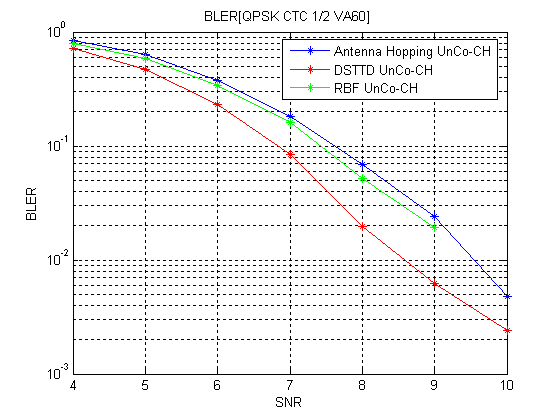 BLER[QPSK CTC 1/2 VA60]
10^0
Antenna Hopping UnCo-CH
DSTTD UnCo-CH
RBF UnCo-CH
10^-1
BLER
10^-2
10^-3
4 5 6 7 8 9 10
SNR